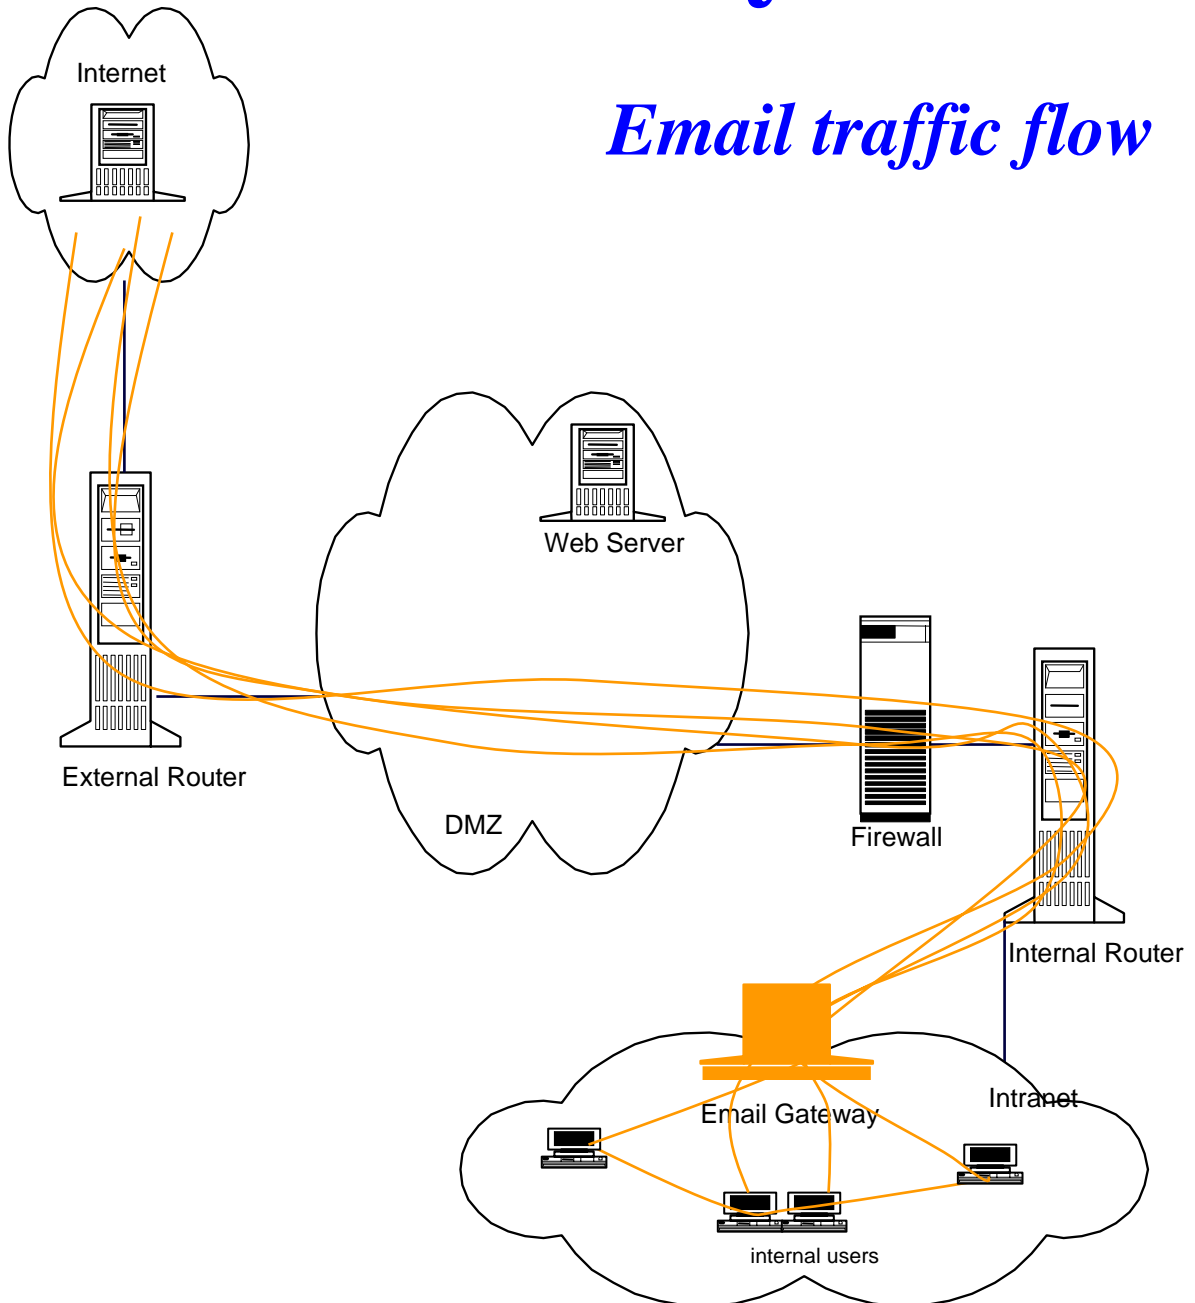 Email traffic flow
Internet
Web Server
External Router
DMZ
Firewall
Internal Router
Intranet
Email Gateway
internal users